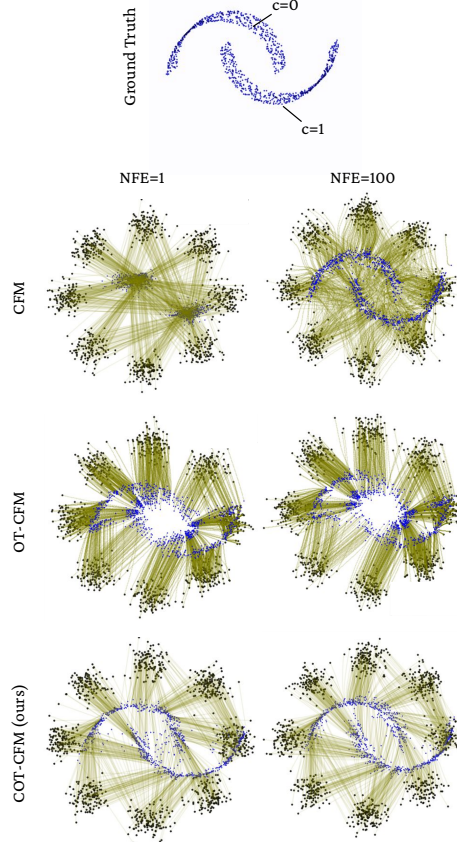 Ground Truth
c=0
c=1
NFE=1
NFE=100
CFM
OT-CFM
COT-CFM (ours)